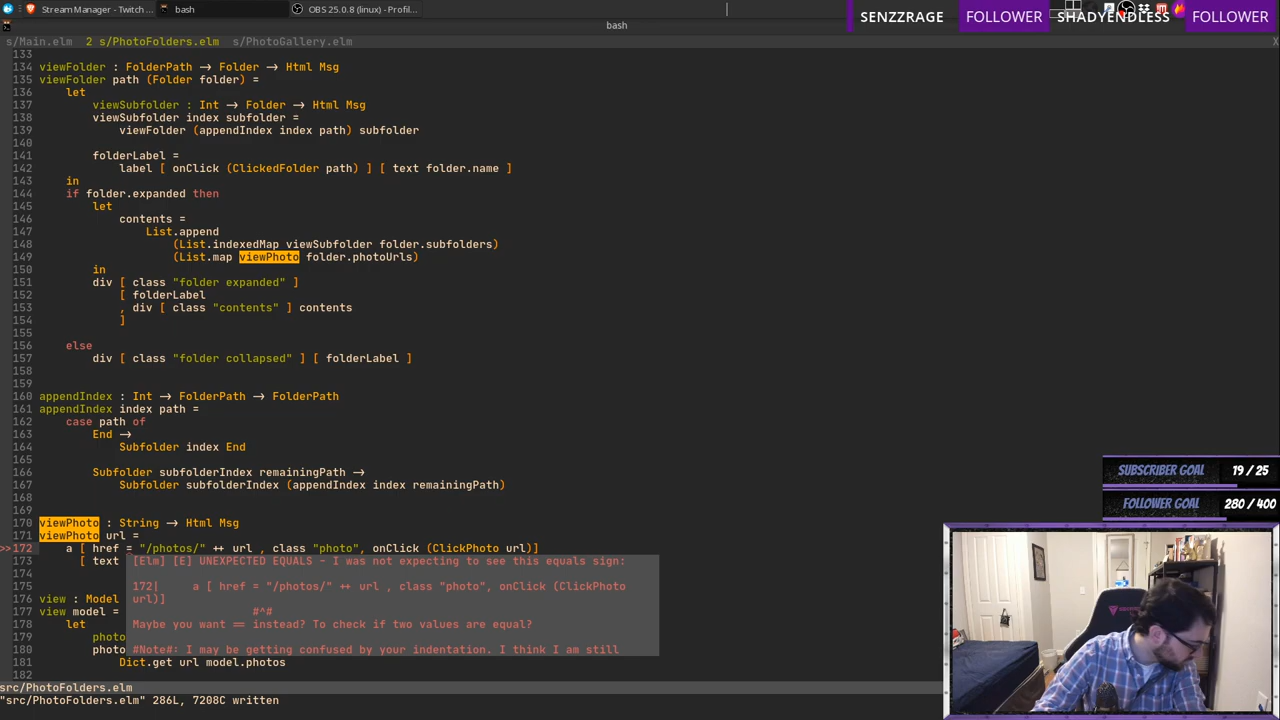 Stream Manager - Twitch
bash
OBS 25.0.8 (linux) - Profil…
bash
SENZZRAGE
FOLLOWER
SHADYENDLESS
FOLLOWER
s/Main.elm 2 s/PhotoFolders.elm s/PhotoGallery.elm X
133
134 viewFolder : FolderPath → Folder → Html Msg
135 viewFolder path (Folder folder) =
136 let
137 viewSubfolder : Int → Folder → Html Msg
138 viewSubfolder index subfolder =
139 viewFolder (appendIndex index path) subfolder
140
141 folderLabel =
142 label [ onClick (ClickedFolder path) ] [ text folder.name ]
143 in
144 if folder.expanded then
145 let
146 contents =
147 List.append
148 (List.indexedMap viewSubfolder folder.subfolders)
149 (List.map viewPhoto folder.photoUrls)
150 in
151 div [ class "folder expanded" ]
152 [ folderLabel
153 , div [ class "contents" ] contents
154 ]
155
156 else
157 div [ class "folder collapsed" ] [ folderLabel ]
158
159
160 appendIndex : Int → FolderPath → FolderPath
161 appendIndex index path =
162 case path of
163 End →
164 Subfolder index End
165
166 Subfolder subfolderIndex remainingPath →
167 Subfolder subfolderIndex (appendIndex index remainingPath)
168
169
170 viewPhoto : String → Html Msg
171 viewPhoto url =
>>172 a [ href = "/photos/" ++ url , class "photo", onClick (ClickPhoto url)]
173 [ text [Elm] [E] UNEXPECTED EQUALS - I was not expecting to see this equals sign:
174
175 172| a [ href = "/photos/" ++ url , class "photo", onClick (ClickPhoto
176 view : Model url)]
177 view model = #^#
178 let Maybe you want == instead? To check if two values are equal?
179 photo
180 photo #Note#: I may be getting confused by your indentation. I think I am still
181 Dict.get url model.photos
182
src/PhotoFolders.elm
"src/PhotoFolders.elm" 286L, 7208C written
SUBSCRIBER GOAL 19 / 25
FOLLOWER GOAL 280 / 400